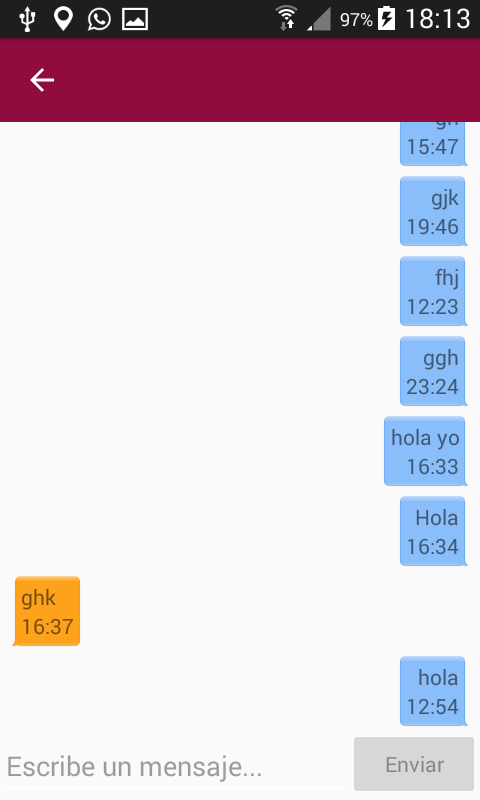 97% 18:13
15:47
gjk
19:46
fhj
12:23
ggh
23:24
hola yo
16:33
Hola
16:34
ghk
16:37
hola
12:54
Escribe un mensaje...
Enviar